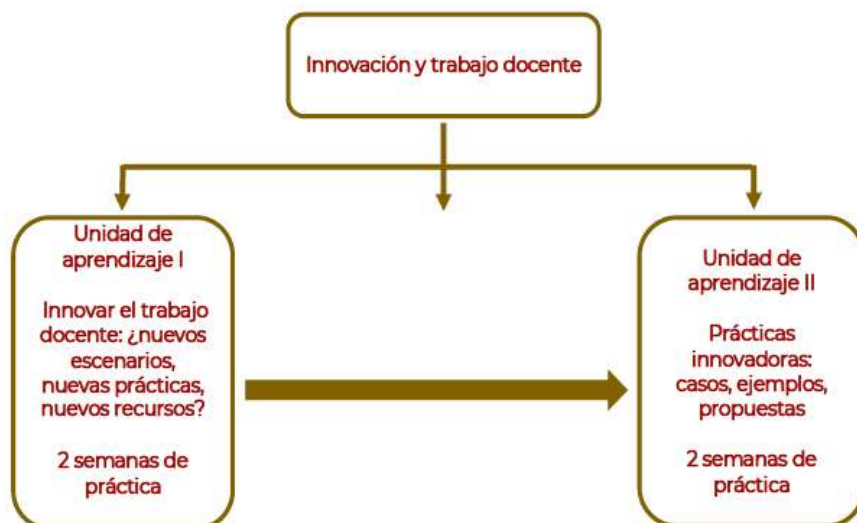 Innovación y trabajo docente
Unidad de
aprendizaje I
Innovar el trabajo
docente: ¿nuevos
escenarios,
nuevas prácticas,
nuevos recursos?
2 semanas de
práctica
Unidad de
aprendizaje II
Prácticas
innovadoras:
casos, ejemplos,
propuestas
2 semanas de
práctica